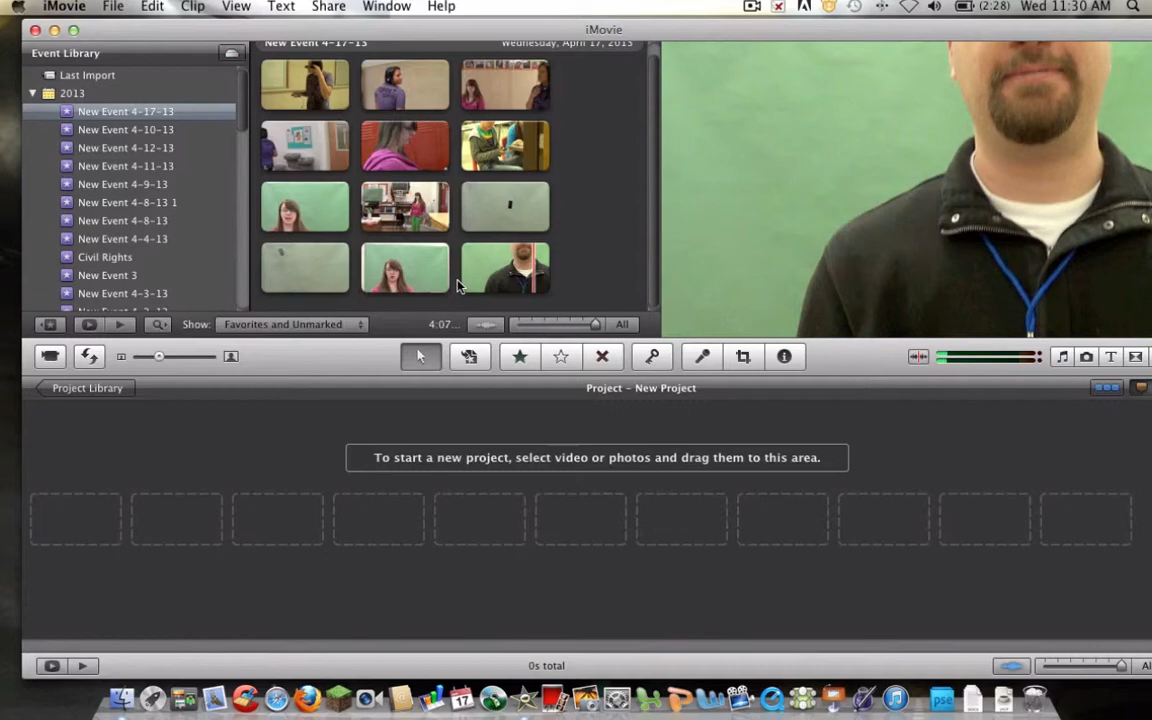 iMovie File Edit Clip View Text Share Window Help (2:28) Wed 11:30 AM
iMovie
Event Library
New Event 4-17-13 Wednesday, April 17, 2013
Last Import
2013
New Event 4-17-13
New Event 4-10-13
New Event 4-12-13
New Event 4-11-13
New Event 4-9-13
New Event 4-8-13 1
New Event 4-8-13
New Event 4-4-13
Civil Rights
New Event 3
New Event 4-3-13
Show: Favorites and Unmarked 4:07... All
Project Library Project - New Project
To start a new project, select video or photos and drag them to this area.
0s total
pse